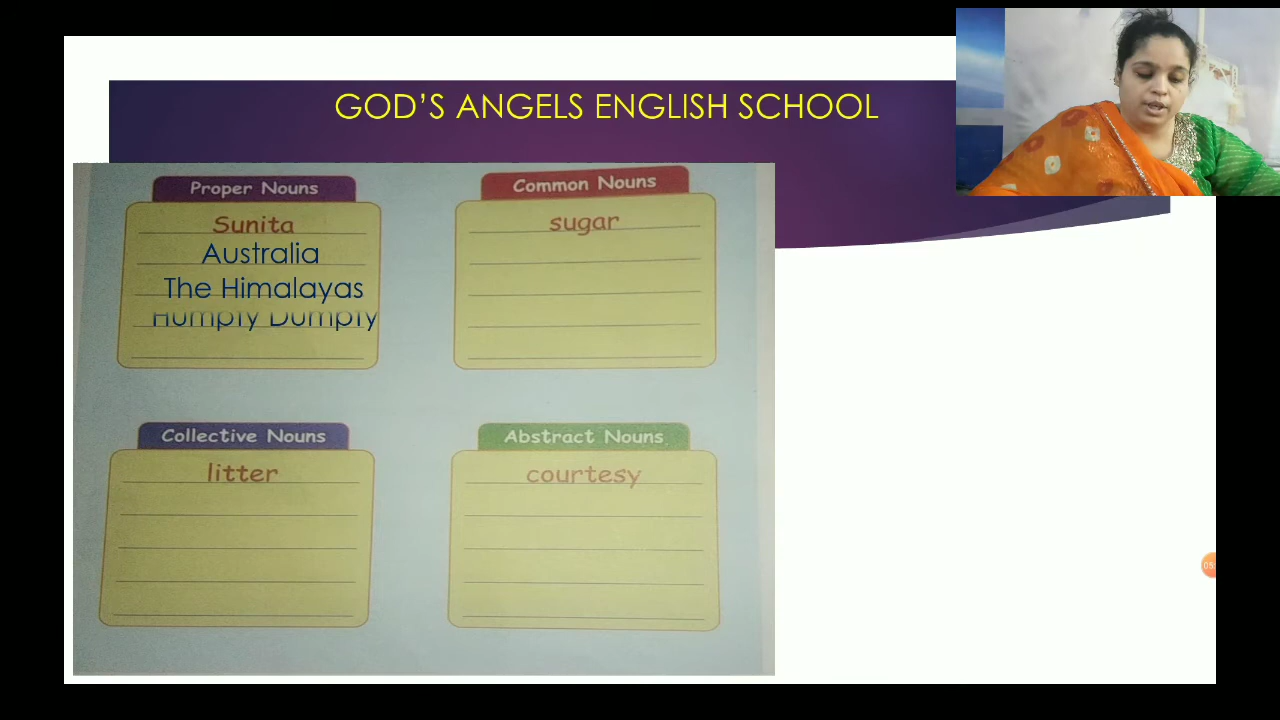 GOD'S ANGELS ENGLISH SCHOOL
Proper Nouns
Sunita
Australia
The Himalayas
Humpty Dumpty
Common Nouns
sugar
Collective Nouns
litter
Abstract Nouns
courtesy